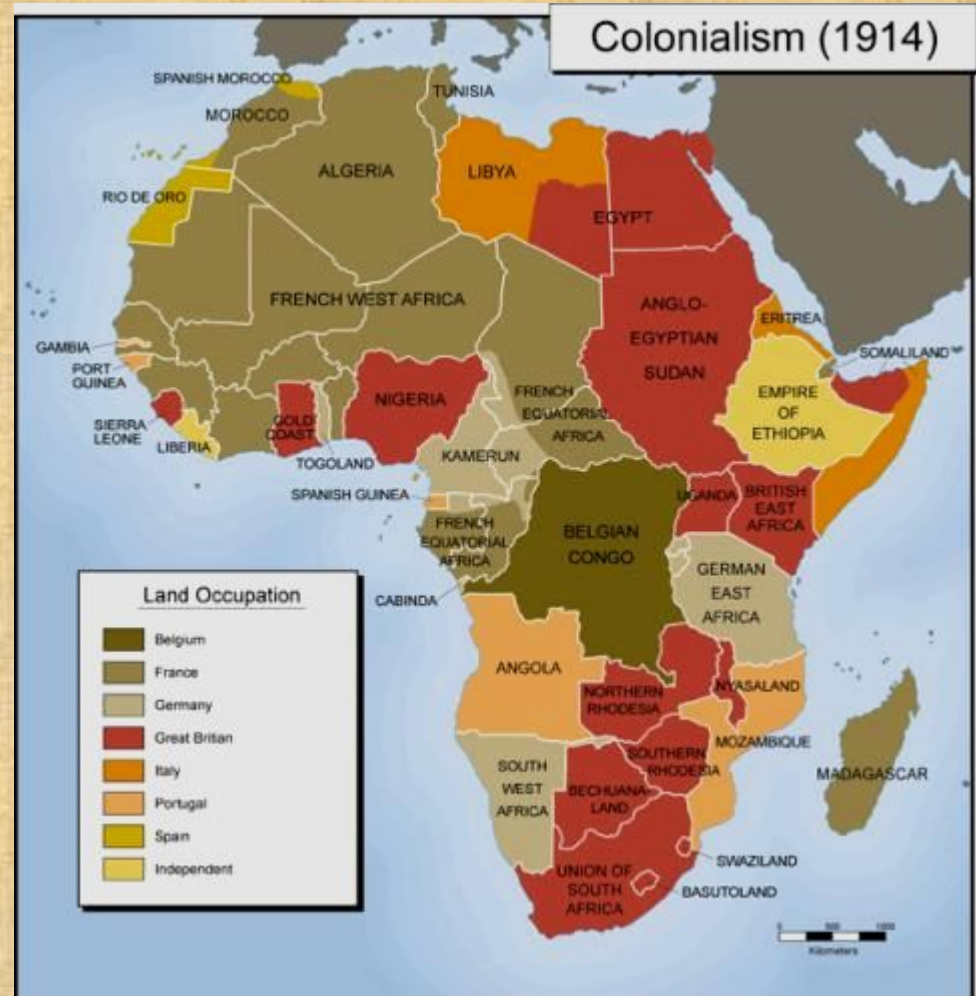 Colonialism (1914)
SPANISH MOROCCO
MOROCCO
TUNISIA
ALGERIA
LIBYA
EGYPT
RIO DE ORO
FRENCH WEST AFRICA
ANGLO-
EGYPTIAN
SUDAN
ERITREA
SOMALILAND
GAMBIA
PORT
GUINEA
SIERRA
LEONE
LIBERIA
GOLD
COAST
TOGOLAND
NIGERIA
KAMERUN
FRENCH
EQUATORIAL
AFRICA
EMPIRE
OF
ETHIOPIA
SPANISH GUINEA
FRENCH
EQUATORIAL
AFRICA
CABINDA
BELGIAN
CONGO
UGANDA
BRITISH
EAST
AFRICA
GERMAN
EAST
AFRICA
ANGOLA
NORTHERN
RHODESIA
NYASALAND
MOZAMBIQUE
SOUTHERN
RHODESIA
MADAGASCAR
SOUTH
WEST
AFRICA
BECHUANA-
LAND
UNION OF
SOUTH
AFRICA
SWAZILAND
BASUTOLAND
Land Occupation
Belgium
France
Germany
Great Britian
Italy
Portugal
Spain
Independent
0 500 1000
Kilometers